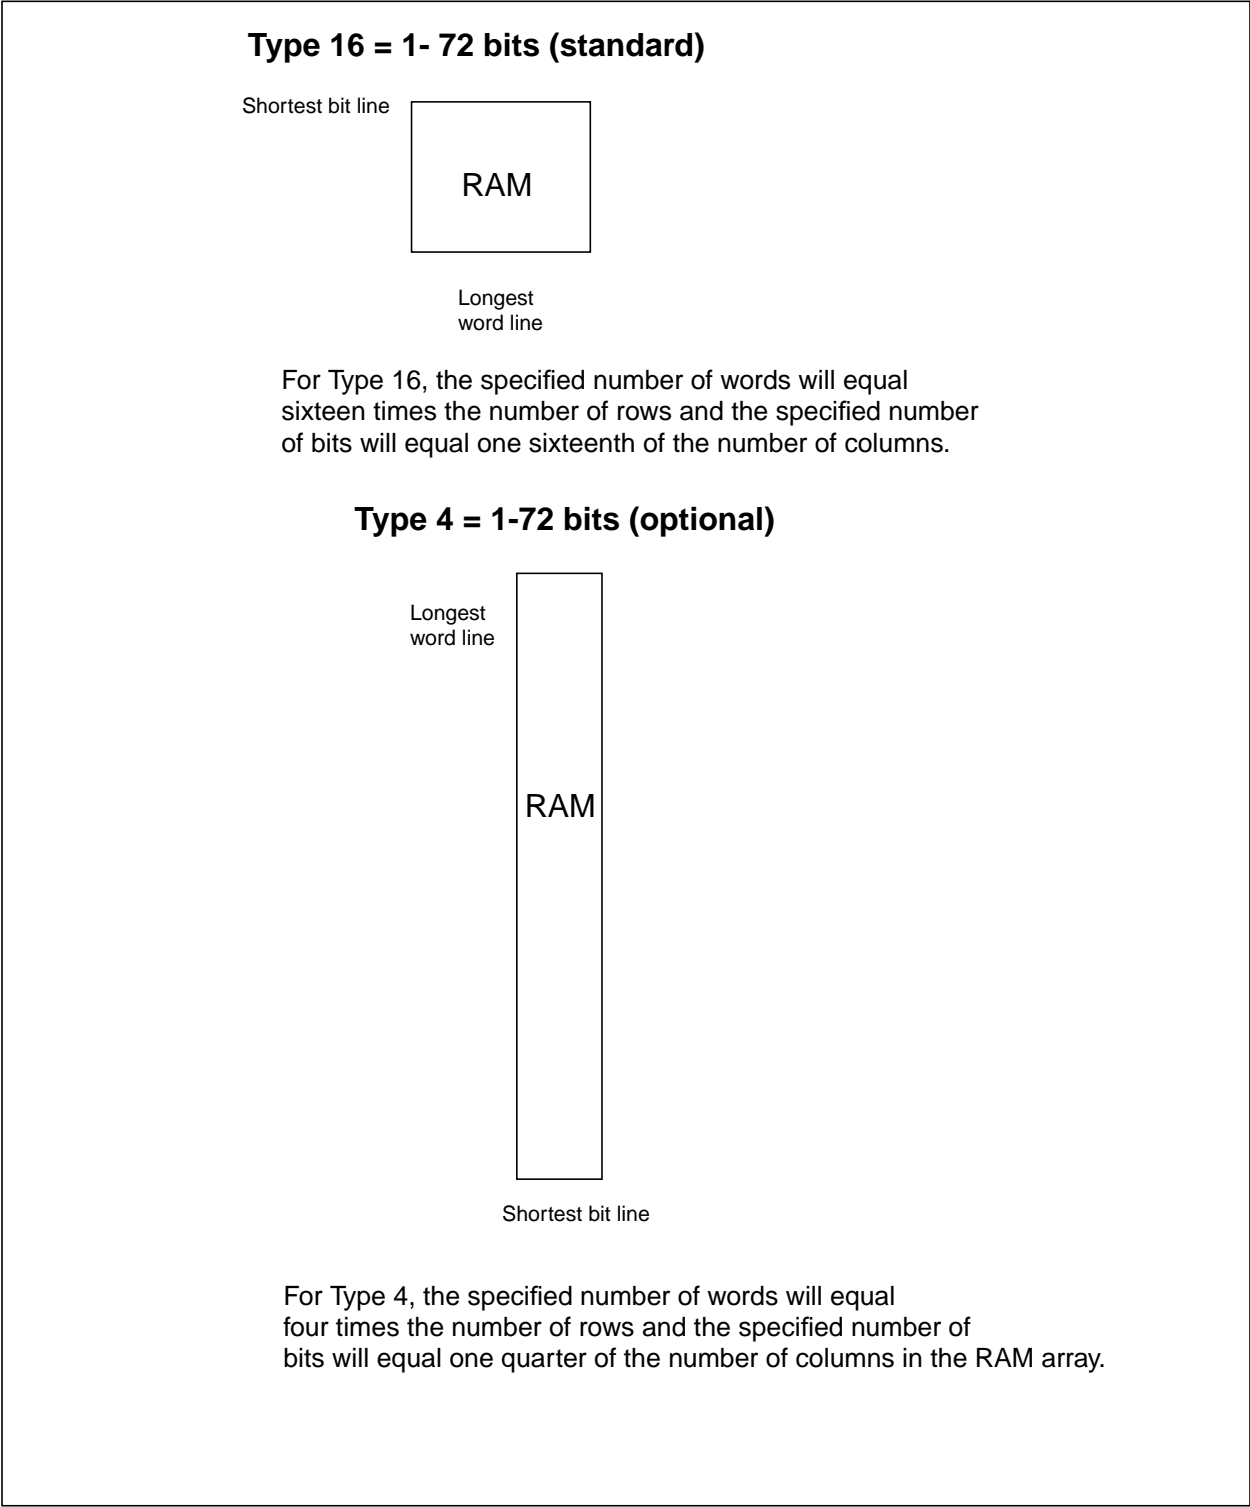 Type 16 = 1- 72 bits (standard)
Shortest bit line
RAM
Longest
word line
For Type 16, the specified number of words will equal
sixteen times the number of rows and the specified number
of bits will equal one sixteenth of the number of columns.
Type 4 = 1-72 bits (optional)
Longest
word line
RAM
Shortest bit line
For Type 4, the specified number of words will equal
four times the number of rows and the specified number of
bits will equal one quarter of the number of columns in the RAM array.